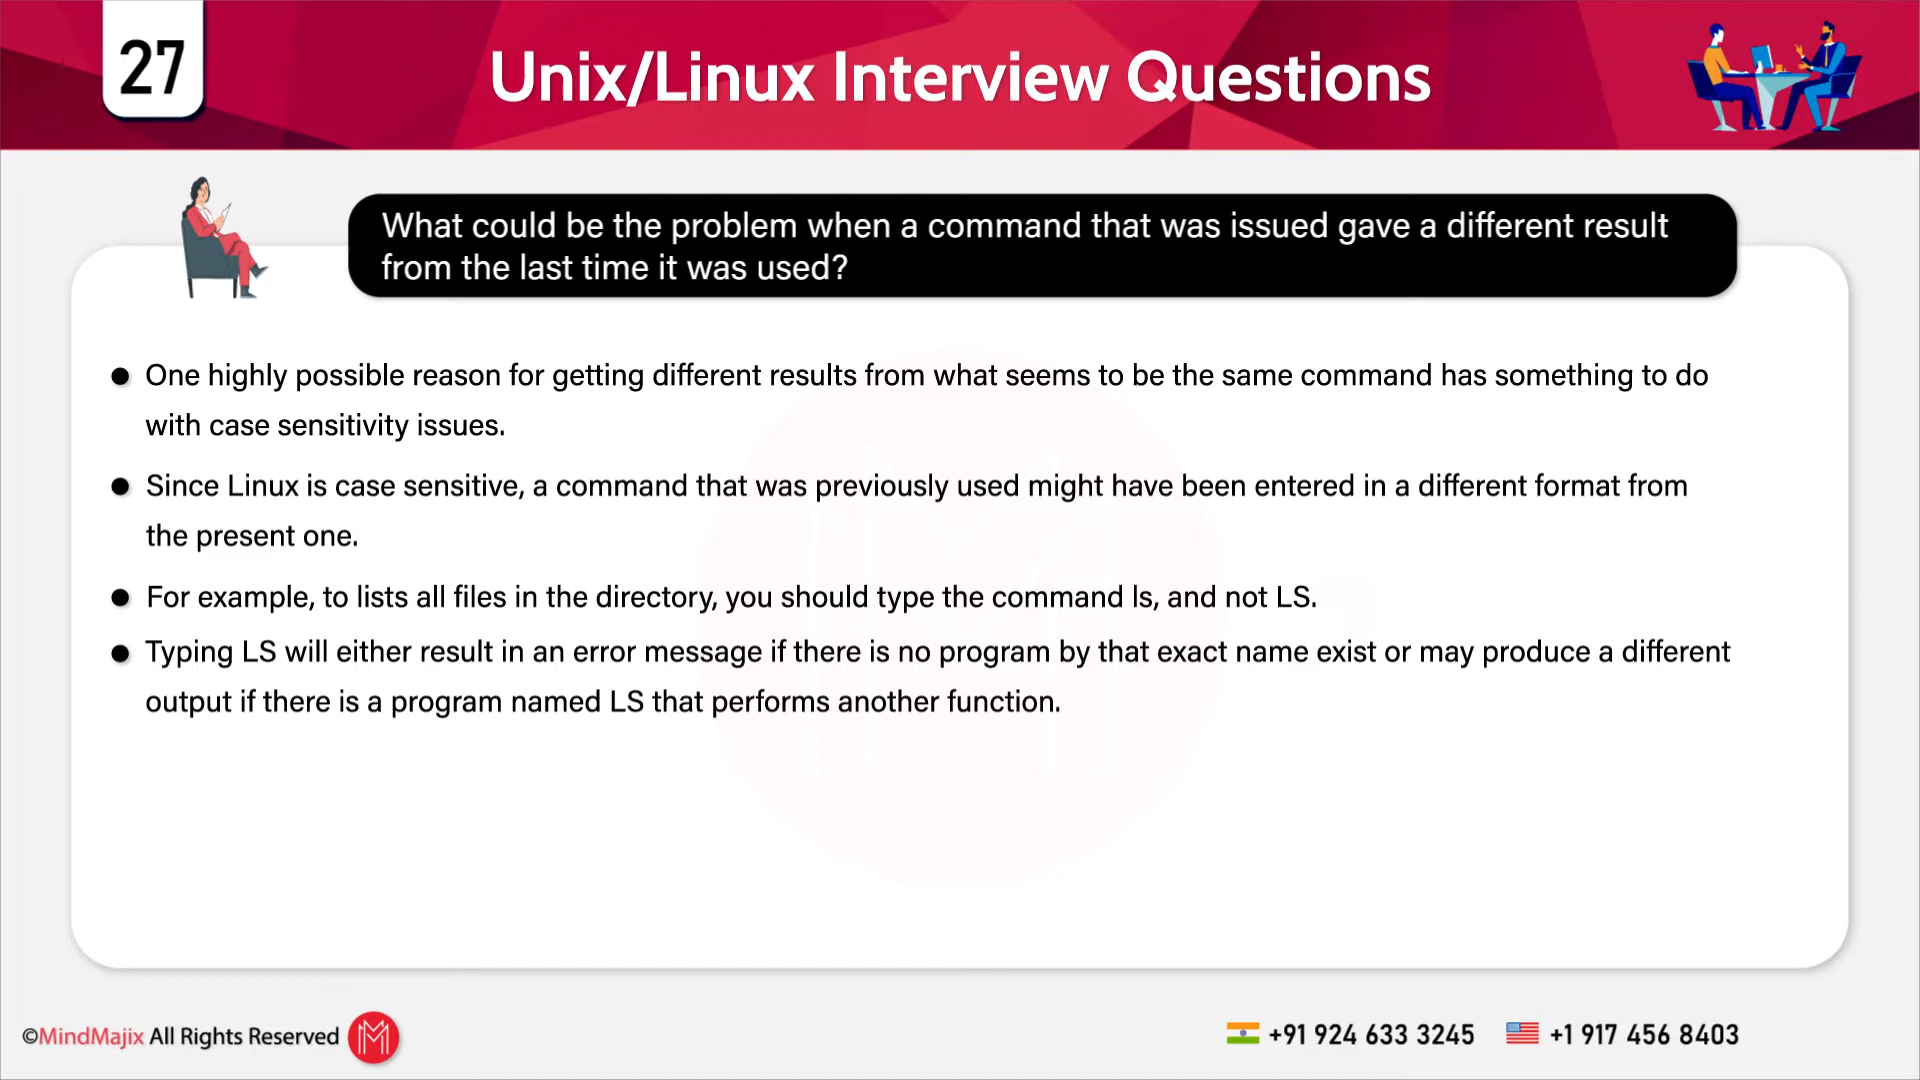 27
Unix/Linux Interview Questions
What could be the problem when a command that was issued gave a different result
from the last time it was used?
● One highly possible reason for getting different results from what seems to be the same command has something to do
with case sensitivity issues.
● Since Linux is case sensitive, a command that was previously used might have been entered in a different format from
the present one.
● For example, to lists all files in the directory, you should type the command ls, and not LS.
● Typing LS will either result in an error message if there is no program by that exact name exist or may produce a different
output if there is a program named LS that performs another function.
©MindMajix All Rights Reserved
+91 924 633 3245
+1 917 456 8403